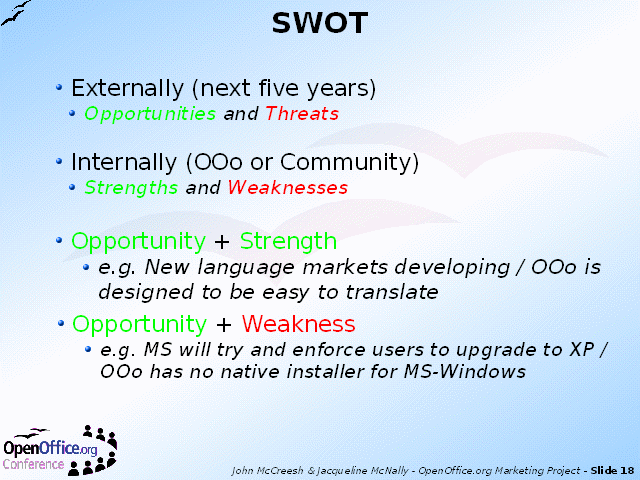 SWOT
Externally (next five years)
Opportunities and Threats
Internally (OOo or Community)
Strengths and Weaknesses
Opportunity + Strength
e.g. New language markets developing / OOo is
designed to be easy to translate
Opportunity + Weakness
e.g. MS will try and enforce users to upgrade to XP /
OOo has no native installer for MS-Windows
OpenOffice.org
Conference
John McCreesh & Jacqueline McNally - OpenOffice.org Marketing Project - Slide 18